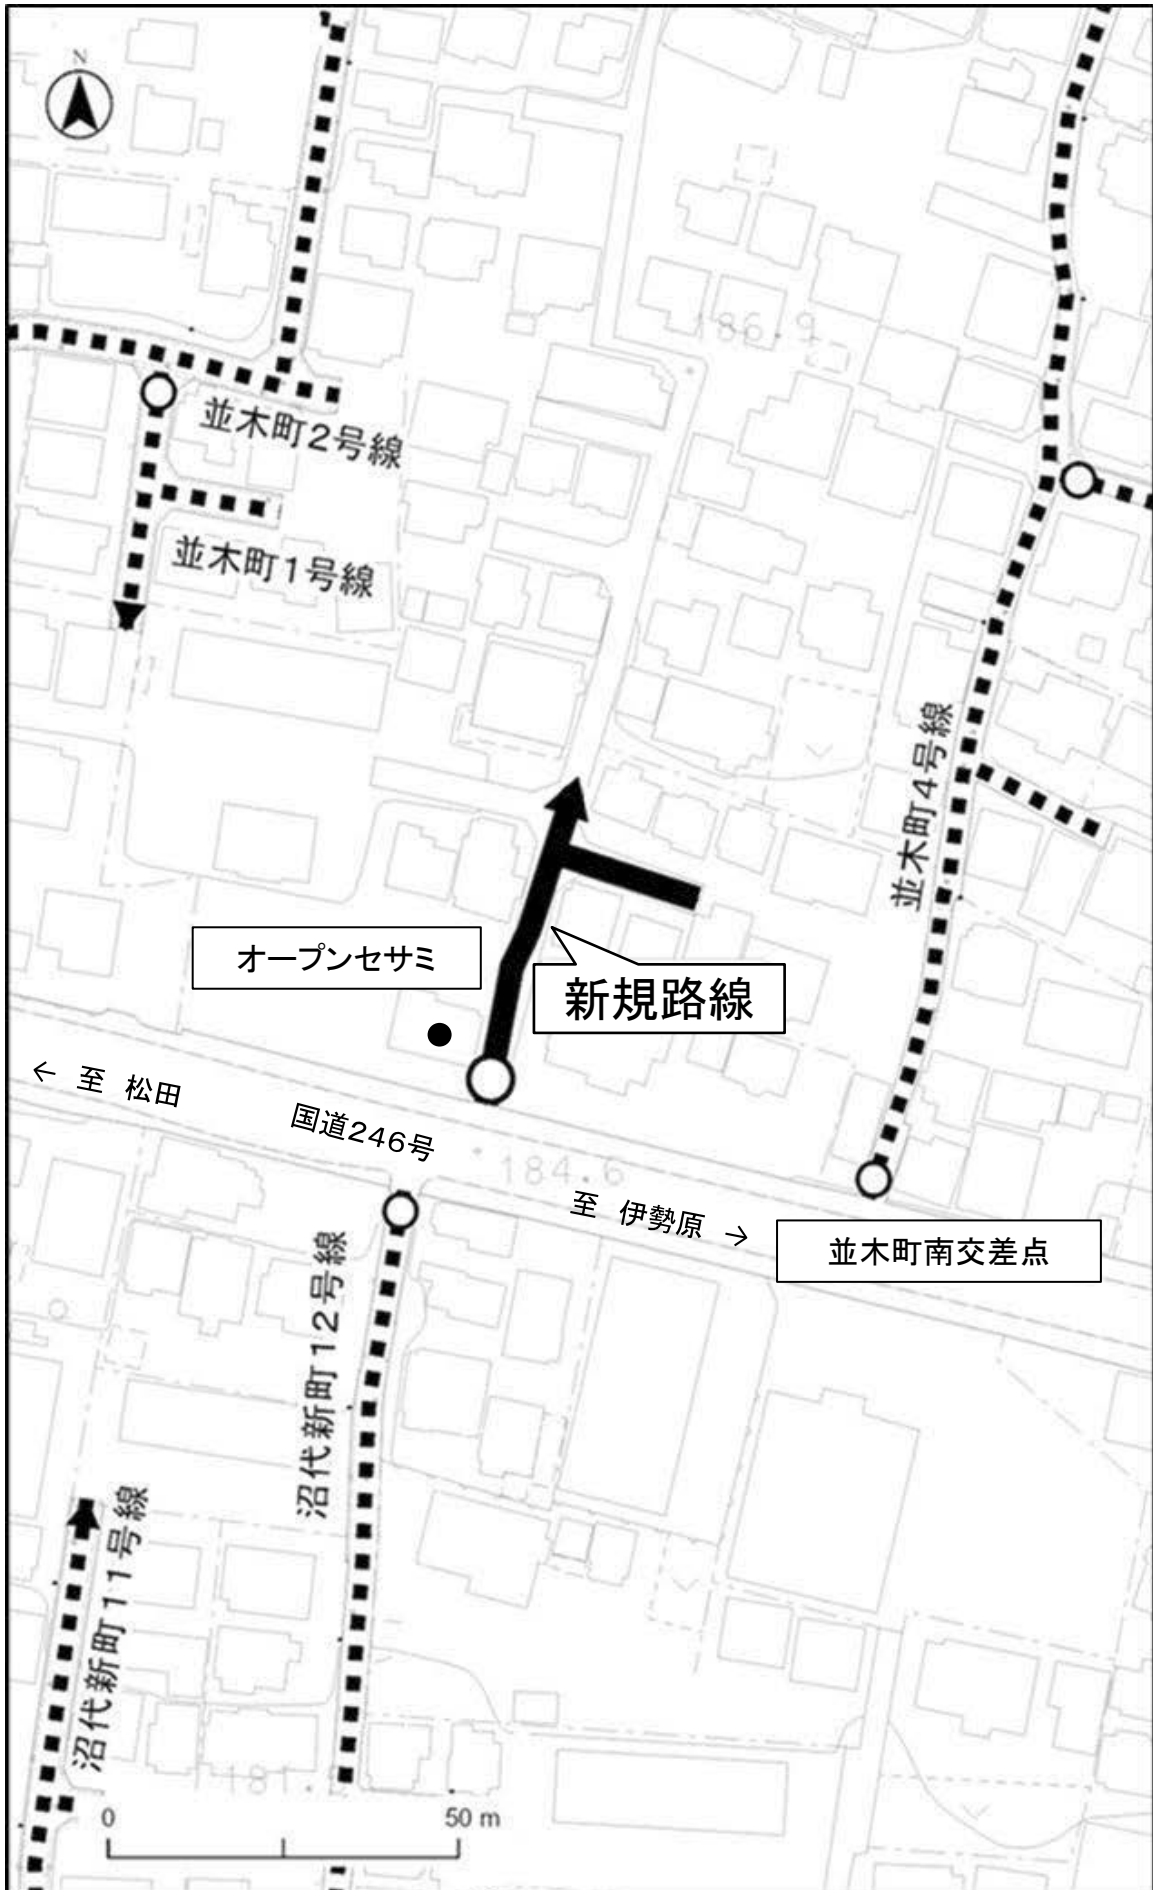 Z
186.9
並木町2号線
並木町1号線
並木町4号線
オープンセサミ
新規路線
← 至 松田
国道246号
184.6
至 伊勢原 →
並木町南交差点
沼代新町12号線
沼代新町11号線
0
50 m